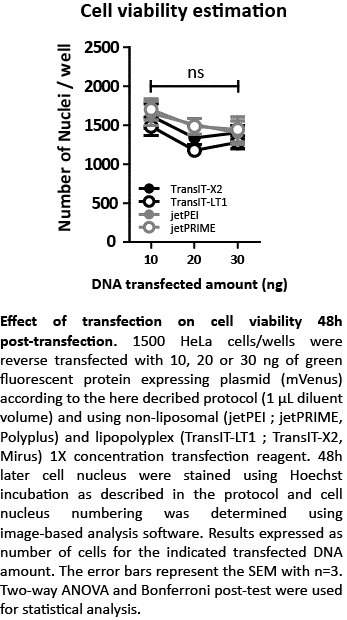 Cell viability estimation
Number of Nuclei / well
2500
2000
1500
1000
500
0
ns
TransIT-X2
TransIT-LT1
jetPEI
jetPRIME
10 20 30
DNA transfected amount (ng)
Effect of transfection on cell viability 48h
post-transfection. 1500 HeLa cells/wells were
reverse transfected with 10, 20 or 30 ng of green
fluorescent protein expressing plasmid (mVenus)
according to the here decribed protocol (1 µL diluent
volume) and using non-liposomal (jetPEI ; jetPRIME,
Polyplus) and lipopolyplex (TransIT-LT1 ; TransIT-X2,
Mirus) 1X concentration transfection reagent. 48h
later cell nucleus were stained using Hoechst
incubation as described in the protocol and cell
nucleus numbering was determined using
image-based analysis software. Results expressed as
number of cells for the indicated transfected DNA
amount. The error bars represent the SEM with n=3.
Two-way ANOVA and Bonferroni post-test were used
for statistical analysis.